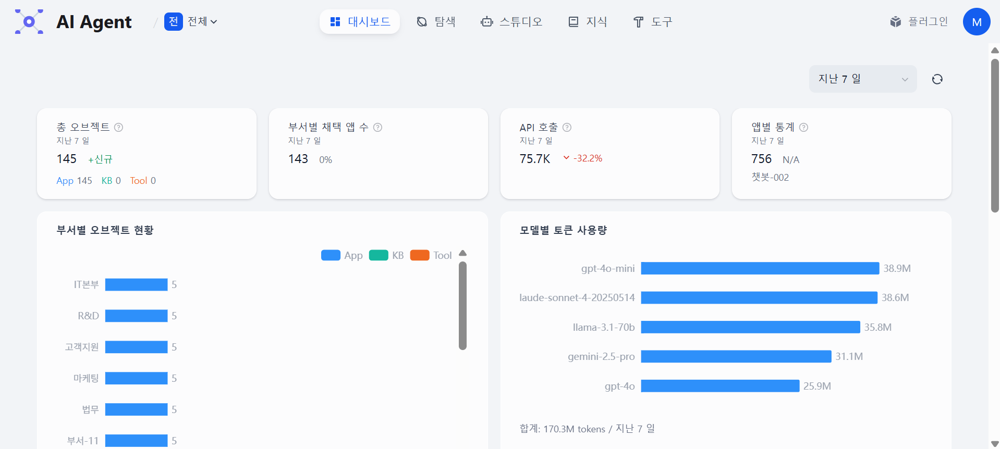 AI Agent / 전 전체 대시보드 탐색 스튜디오 지식 도구 플러그인 M
지난 7 일
총 오브젝트 ?
지난 7 일
145 +신규
App 145 KB 0 Tool 0
부서별 채택 앱 수 ?
지난 7 일
143 0%
API 호출 ?
지난 7 일
75.7K -32.2%
앱별 통계 ?
지난 7 일
756 N/A
챗봇-002
부서별 오브젝트 현황
App KB Tool
IT본부 5
R&D 5
고객지원 5
마케팅 5
법무 5
부서-11 5
모델별 토큰 사용량
gpt-4o-mini 38.9M
laude-sonnet-4-20250514 38.6M
llama-3.1-70b 35.8M
gemini-2.5-pro 31.1M
gpt-4o 25.9M
합계: 170.3M tokens / 지난 7 일